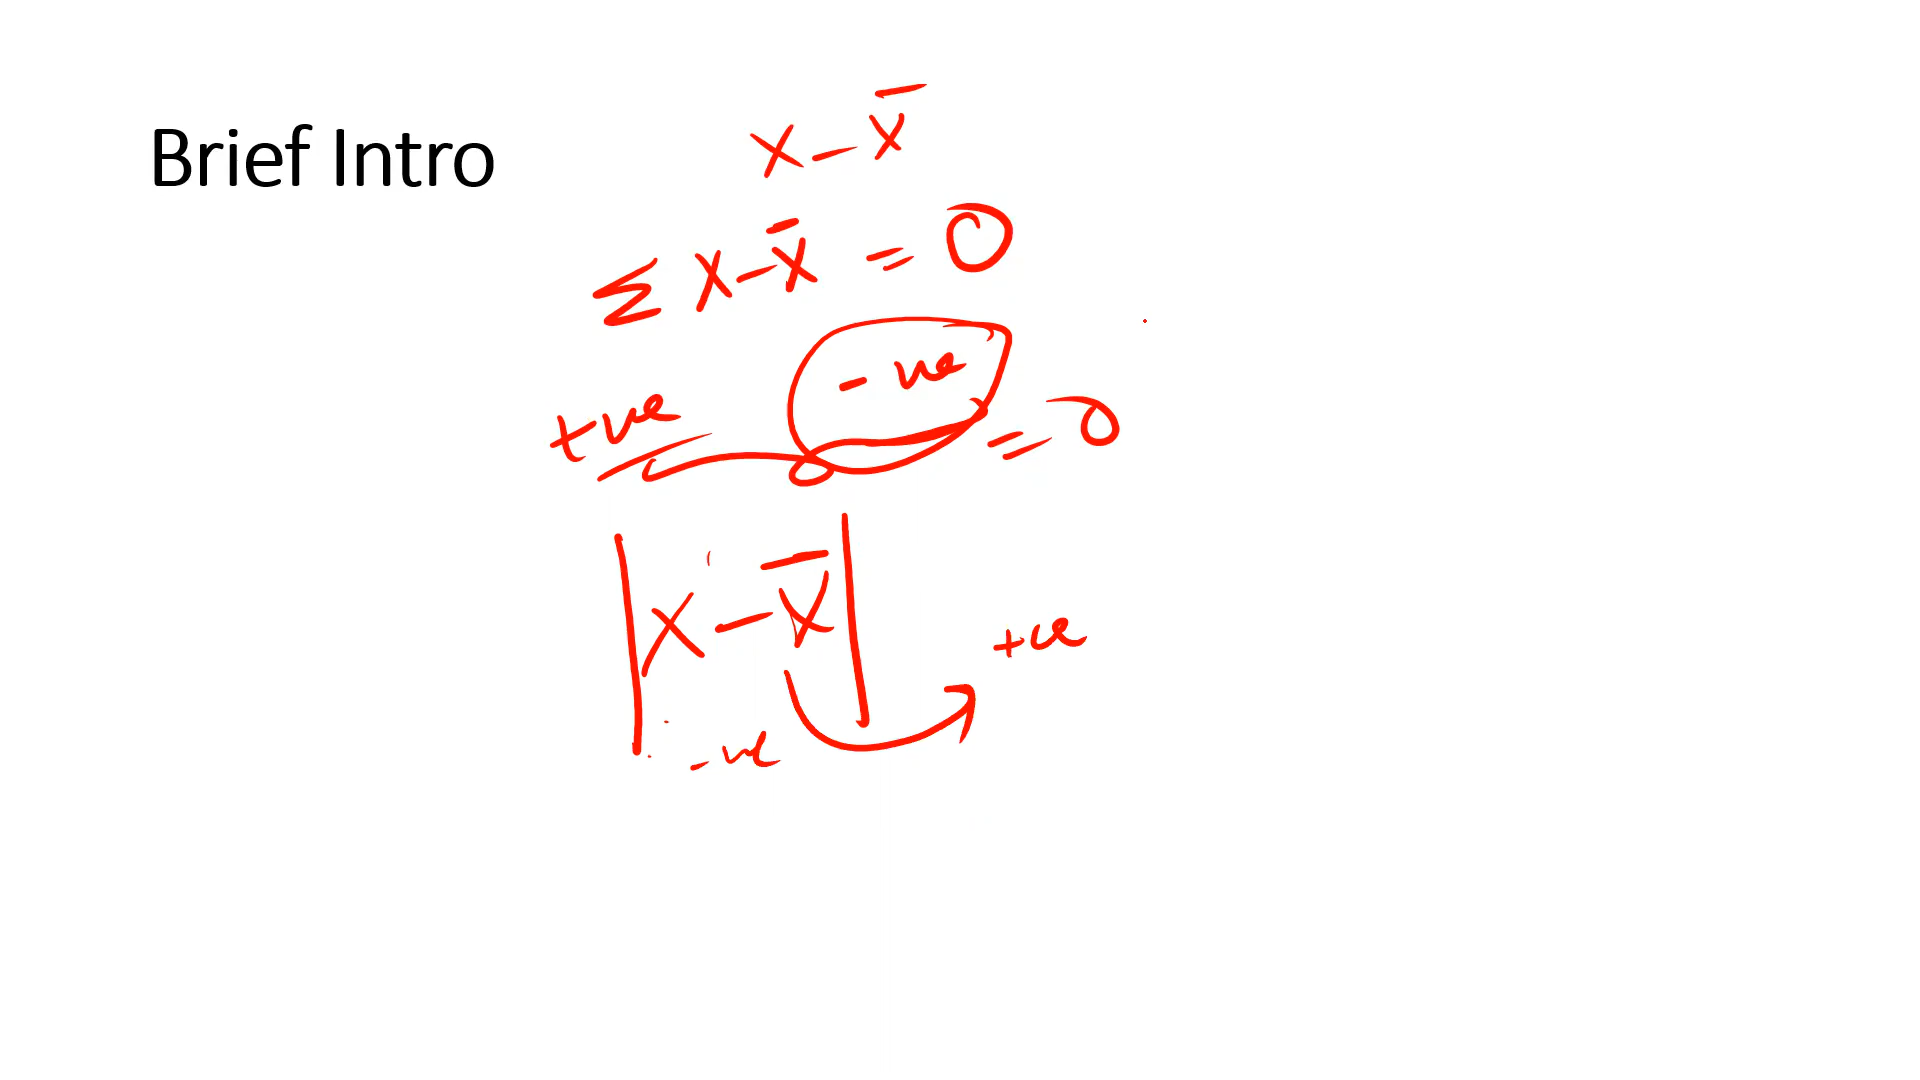 Brief Intro
x - x̄
Σ x - x̄ = 0
+ve - ve = 0
|x - x̄|
+ve
- ve